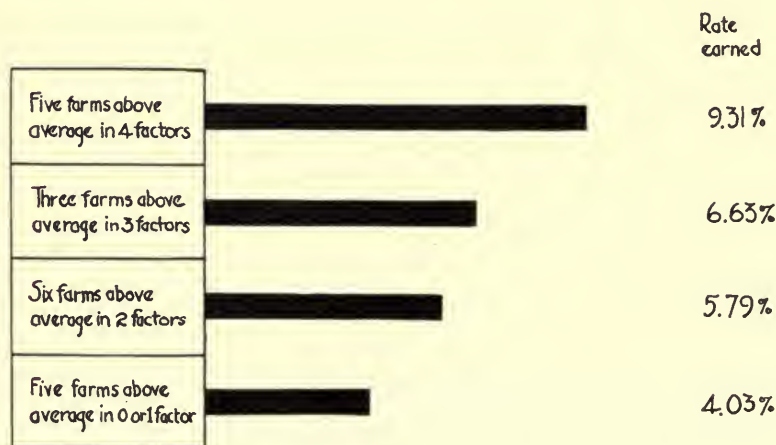 Rate
earned
Five farms above
average in 4 factors
9.31%
Three farms above
average in 3 factors
6.63%
Six farms above
average in 2 factors
5.79%
Five farms above
average in 0 or 1 factor
4.03%